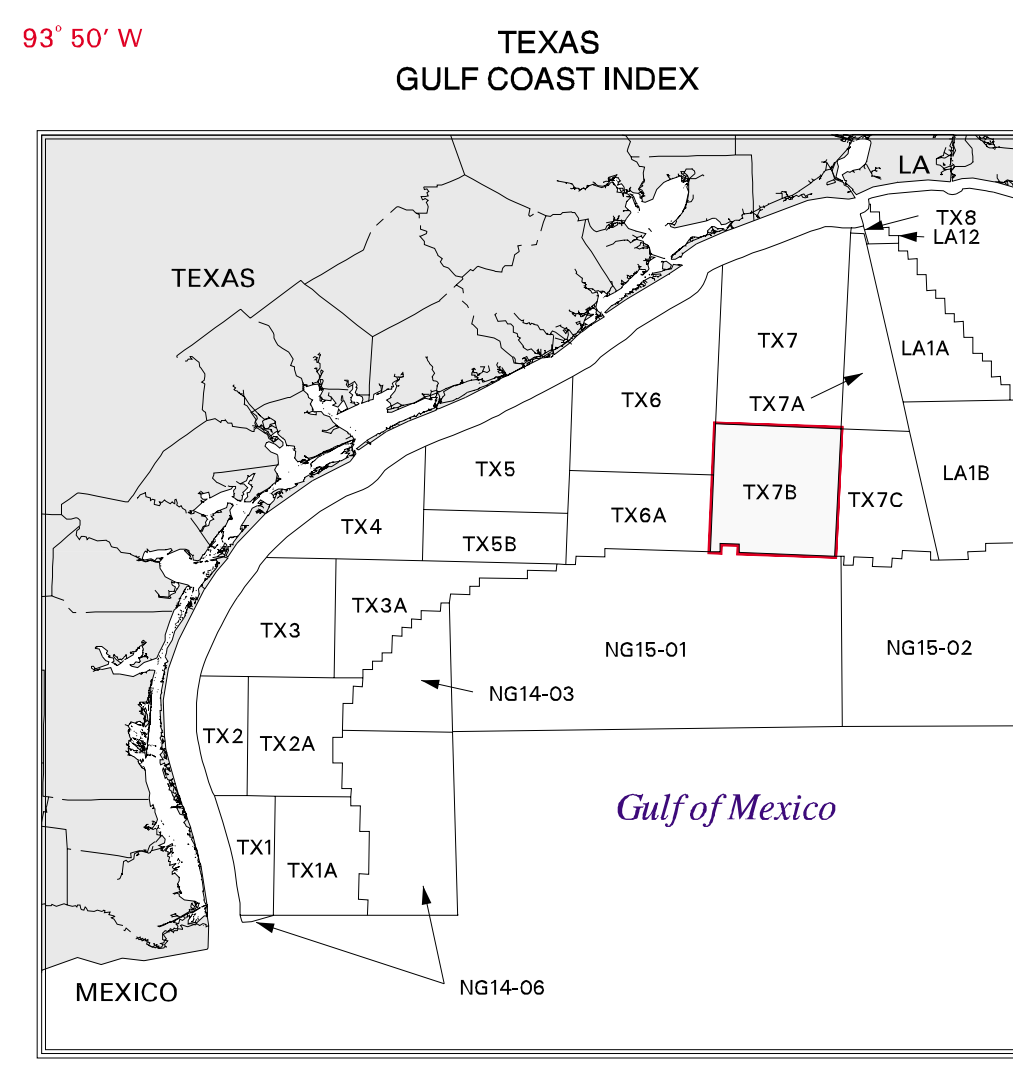 93° 50' W
TEXAS
GULF COAST INDEX
LA
TX8
LA12
TEXAS
TX7
LA1A
TX6
TX7A
TX5
LA1B
TX7B
TX7C
TX6A
TX4
TX5B
TX3A
TX3
NG15-01
NG15-02
NG14-03
TX2
TX2A
Gulf of Mexico
TX1
TX1A
NG14-06
MEXICO